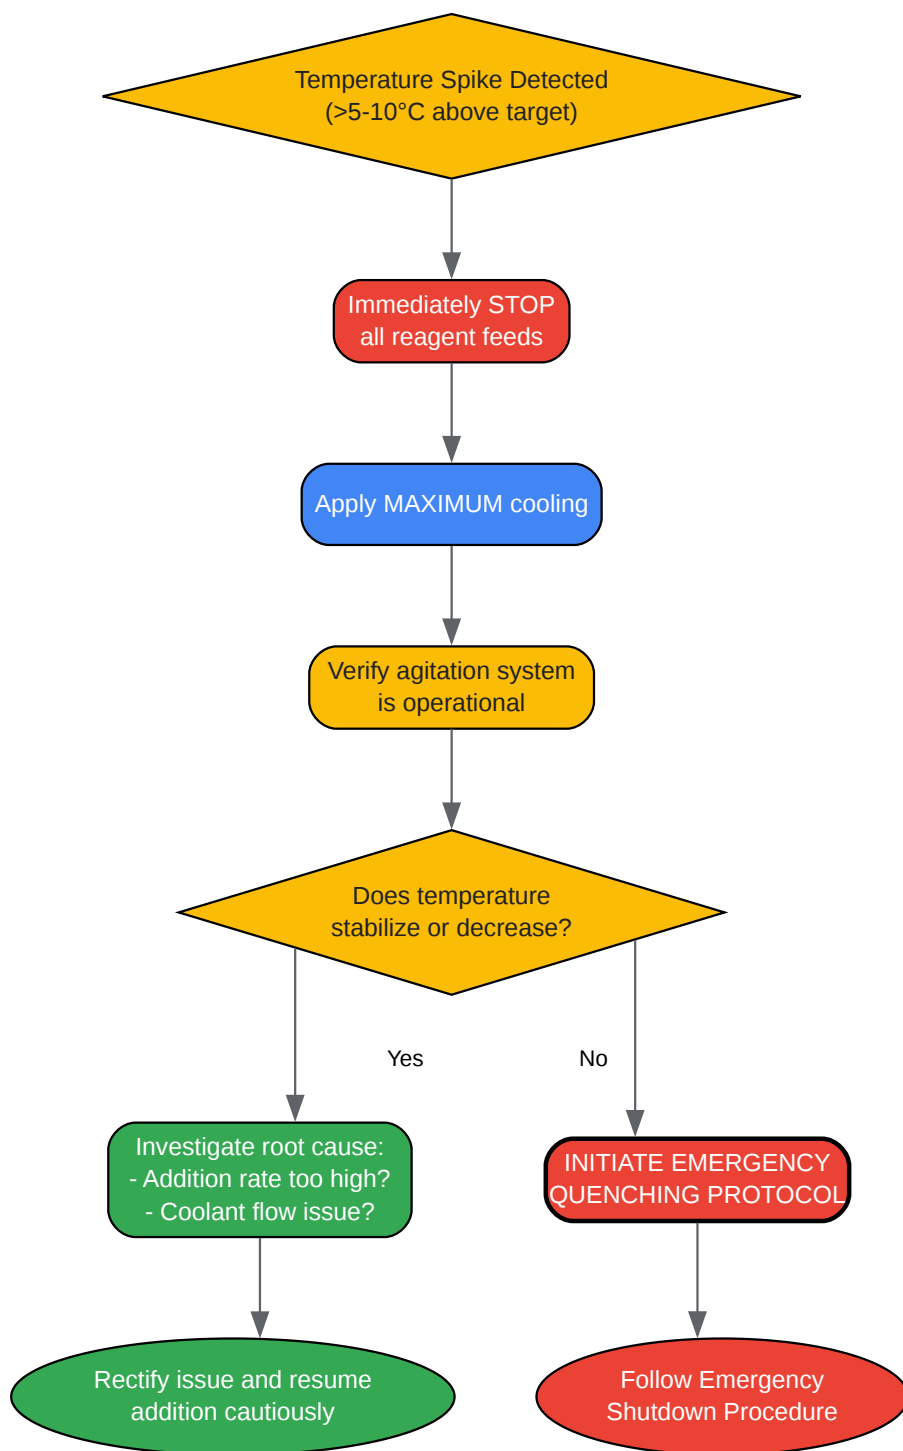 Temperature Spike Detected
(>5-10°C above target)
Immediately STOP
all reagent feeds
Apply MAXIMUM cooling
Verify agitation system
is operational
Does temperature
stabilize or decrease?
Yes
No
Investigate root cause:
- Addition rate too high?
- Coolant flow issue?
INITIATE EMERGENCY
QUENCHING PROTOCOL
Rectify issue and resume
addition cautiously
Follow Emergency
Shutdown Procedure